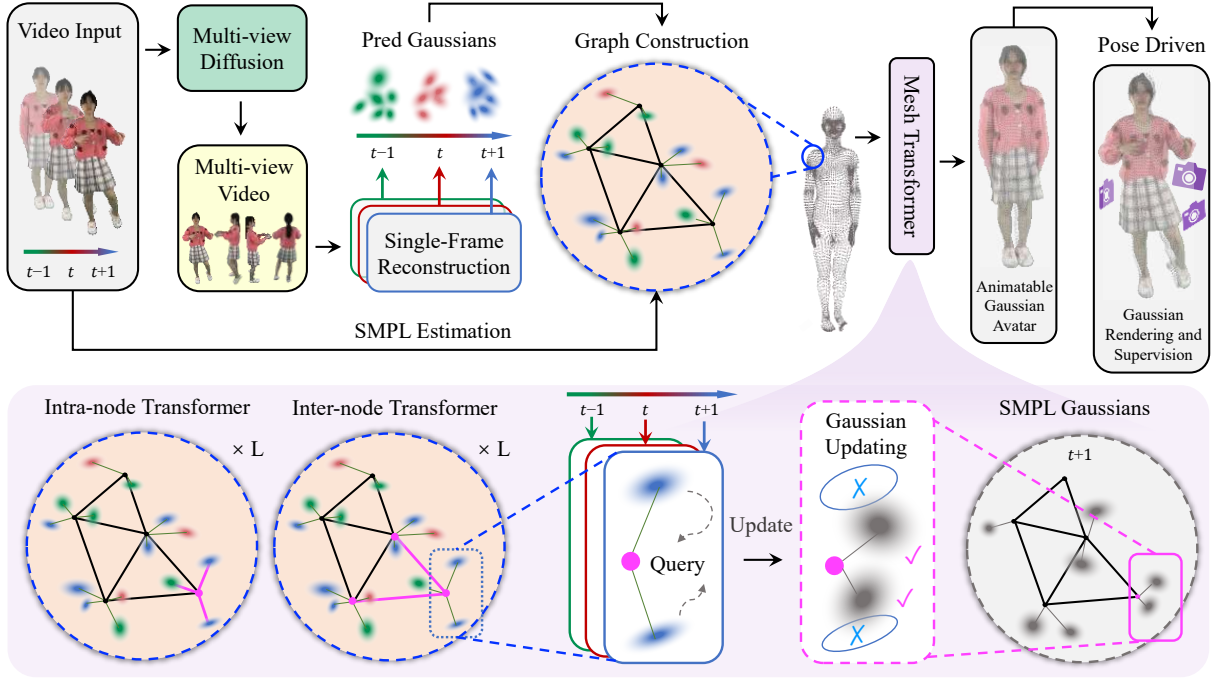 Video Input
t−1 t t+1
Multi-view
Diffusion
Multi-view
Video
Pred Gaussians
t−1 t t+1
Single-Frame
Reconstruction
SMPL Estimation
Graph Construction
Mesh Transformer
Animatable
Gaussian
Avatar
Pose Driven
Gaussian
Rendering and
Supervision
Intra-node Transformer
× L
Inter-node Transformer
× L
t−1 t t+1
Query
Update
Gaussian
Updating
SMPL Gaussians
t+1